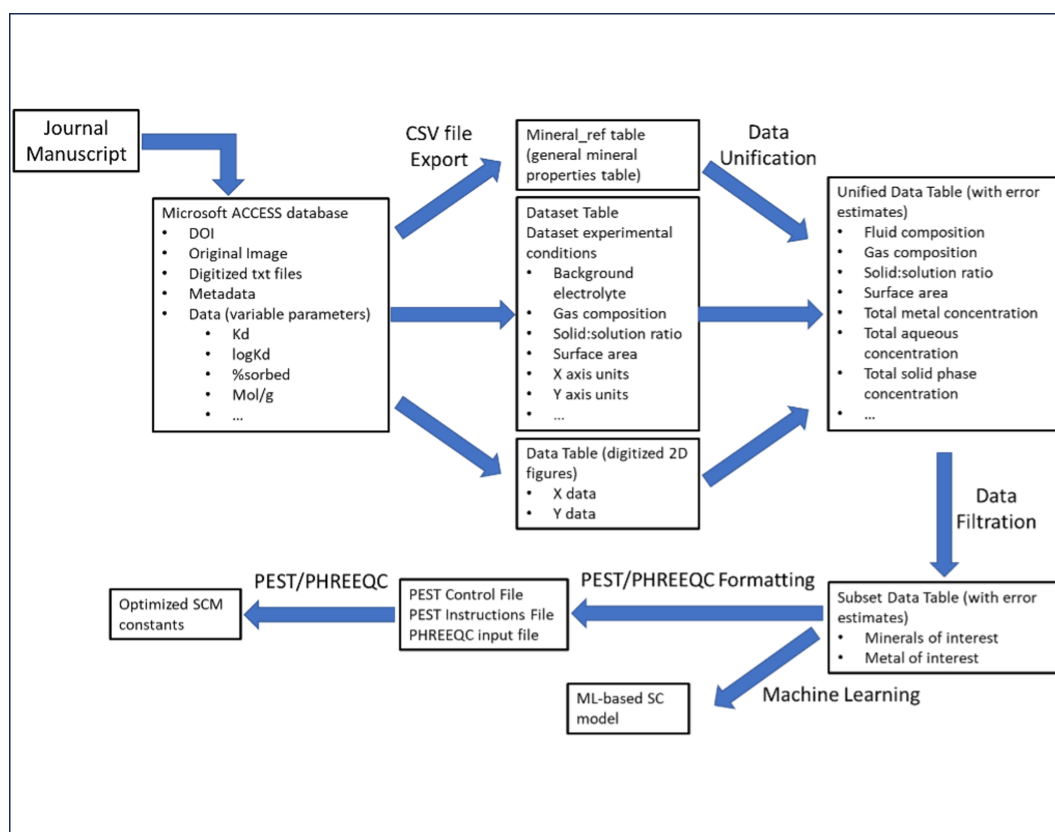 Journal
Manuscript
CSV file
Export
Mineral_ref table
(general mineral
properties table)
Data
Unification
Microsoft ACCESS database
• DOI
• Original Image
• Digitized txt files
• Metadata
• Data (variable parameters)
• Kd
• logKd
• %sorbed
• Mol/g
• ...
Dataset Table
Dataset experimental
conditions
• Background
electrolyte
• Gas composition
• Solid:solution ratio
• Surface area
• X axis units
• Y axis units
• ...
Data Table (digitized 2D
figures)
• X data
• Y data
Unified Data Table (with error
estimates)
• Fluid composition
• Gas composition
• Solid:solution ratio
• Surface area
• Total metal concentration
• Total aqueous
concentration
• Total solid phase
concentration
• ...
Data
Filtration
Subset Data Table (with error
estimates)
• Minerals of interest
• Metal of interest
PEST/PHREEQC Formatting
PEST Control File
PEST Instructions File
PHREEQC input file
PEST/PHREEQC
Optimized SCM
constants
Machine Learning
ML-based SC
model